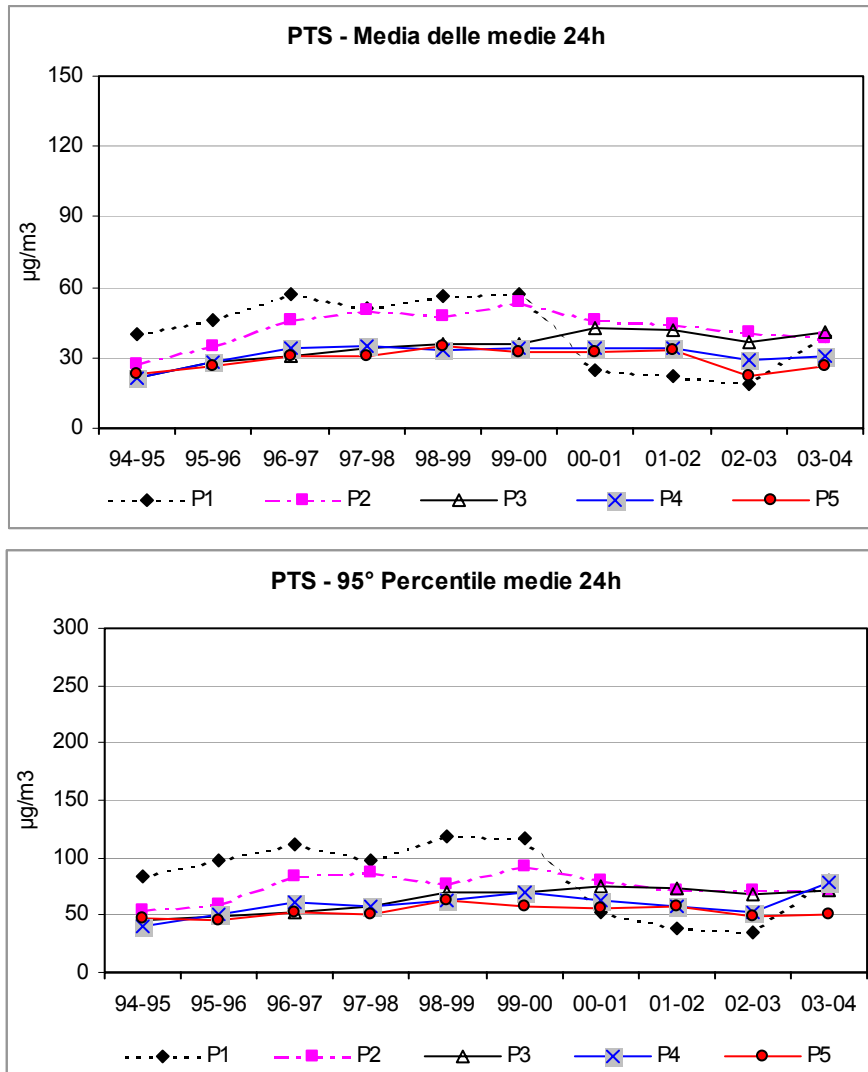 PTS - Media delle medie 24h
150
120
90
60
30
0
µg/m3
94-95 95-96 96-97 97-98 98-99 99-00 00-01 01-02 02-03 03-04
P1 P2 P3 P4 P5
PTS - 95° Percentile medie 24h
300
250
200
150
100
50
0
µg/m3
94-95 95-96 96-97 97-98 98-99 99-00 00-01 01-02 02-03 03-04
P1 P2 P3 P4 P5